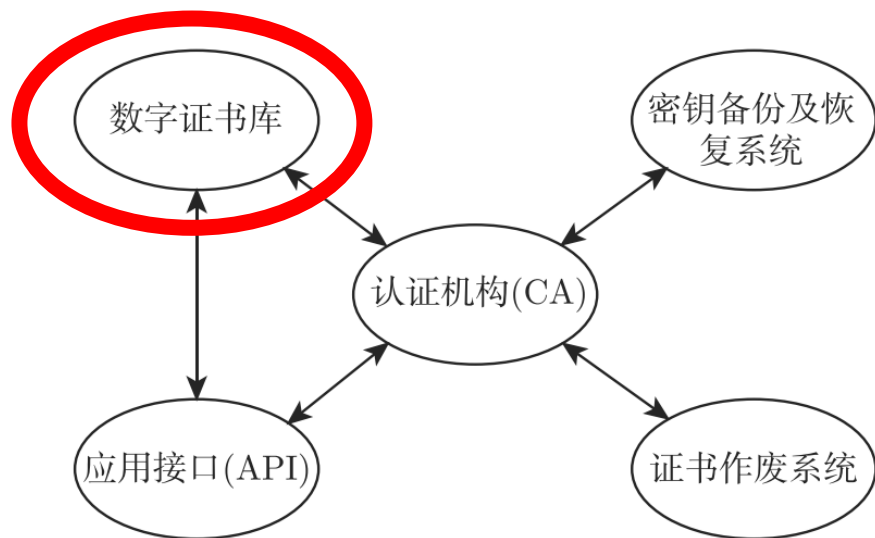 数字证书库
密钥备份及恢
复系统
认证机构(CA)
应用接口(API)
证书作废系统